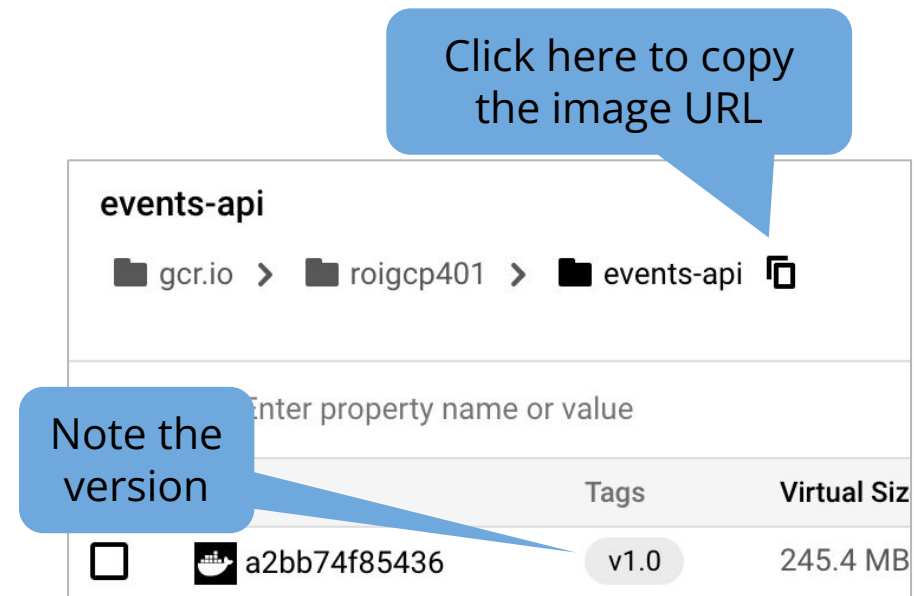 Click here to copy
the image URL
events-api
gcr.io > roigcp401 > events-api
Enter property name or value
Note the
version
Tags Virtual Siz
a2bb74f85436 v1.0 245.4 MB